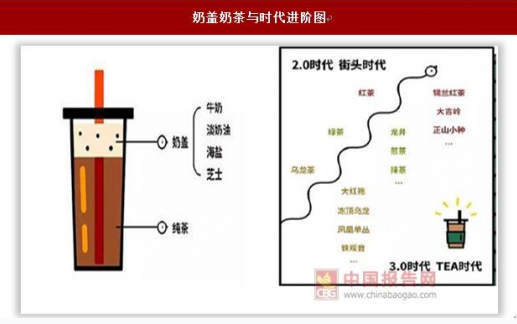 奶盖奶茶与时代进阶图
牛奶
淡奶油
海盐
芝士
奶盖
纯茶
2.0时代 街头时代
红茶
绿茶
乌龙茶
锡兰红茶
大吉岭
正山小种
...
龙井
煎茶
抹茶
...
大红袍
冻顶乌龙
凤凰单丛
铁观音
...
3.0时代 TEA时代
CBG
中国报告网
www.chinabaogao.com